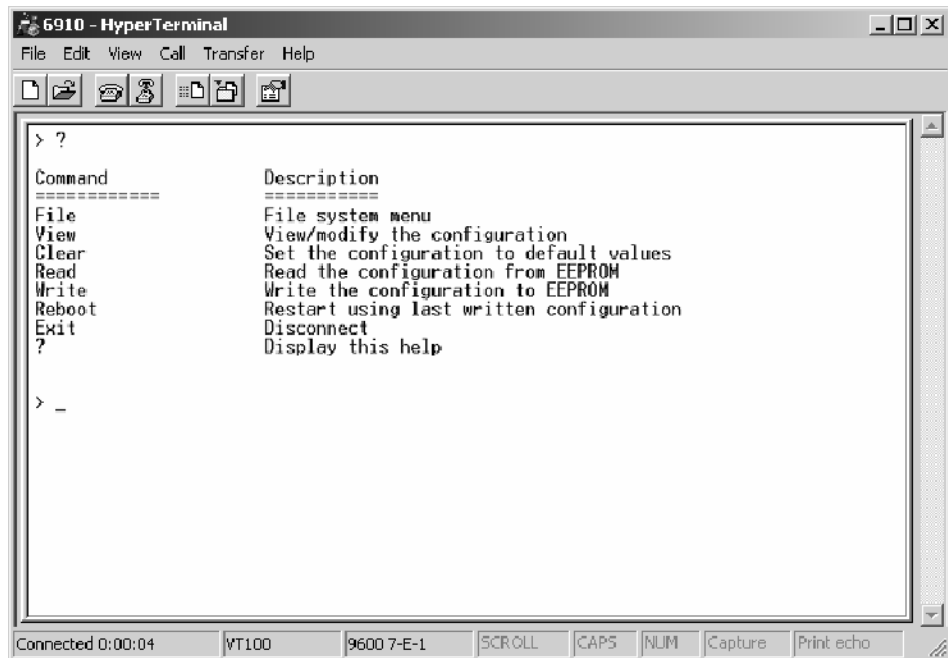 6910 - HyperTerminal
File Edit View Call Transfer Help
> ?
Command Description
============ ===========
File File system menu
View View/modify the configuration
Clear Set the configuration to default values
Read Read the configuration from EEPROM
Write Write the configuration to EEPROM
Reboot Restart using last written configuration
Exit Disconnect
? Display this help
> _
Connected 0:00:04 VT100 9600 7-E-1 SCROLL CAPS NUM Capture Print echo